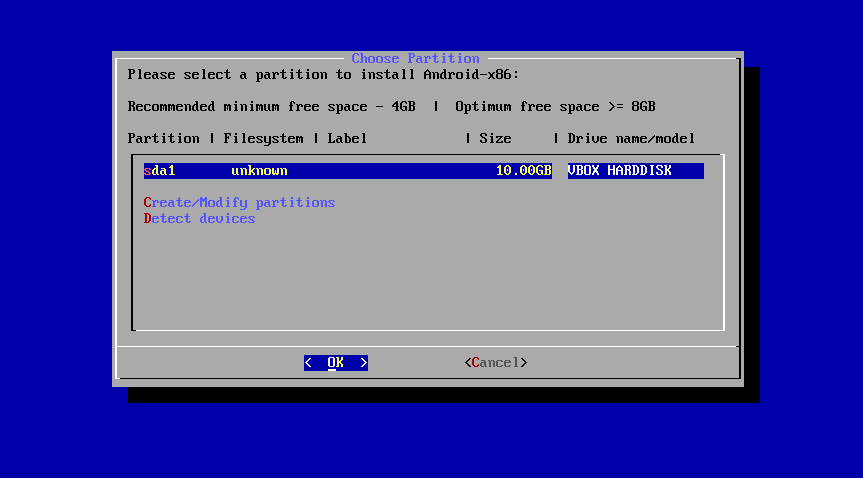 Choose Partition
Please select a partition to install Android-x86:
Recommended minimum free space - 4GB | Optimum free space >= 8GB
Partition | Filesystem | Label | Size | Drive name/model
sda1 unknown 10.00GB VBOX HARDDISK
Create/Modify partitions
Detect devices
< OK > <Cancel>